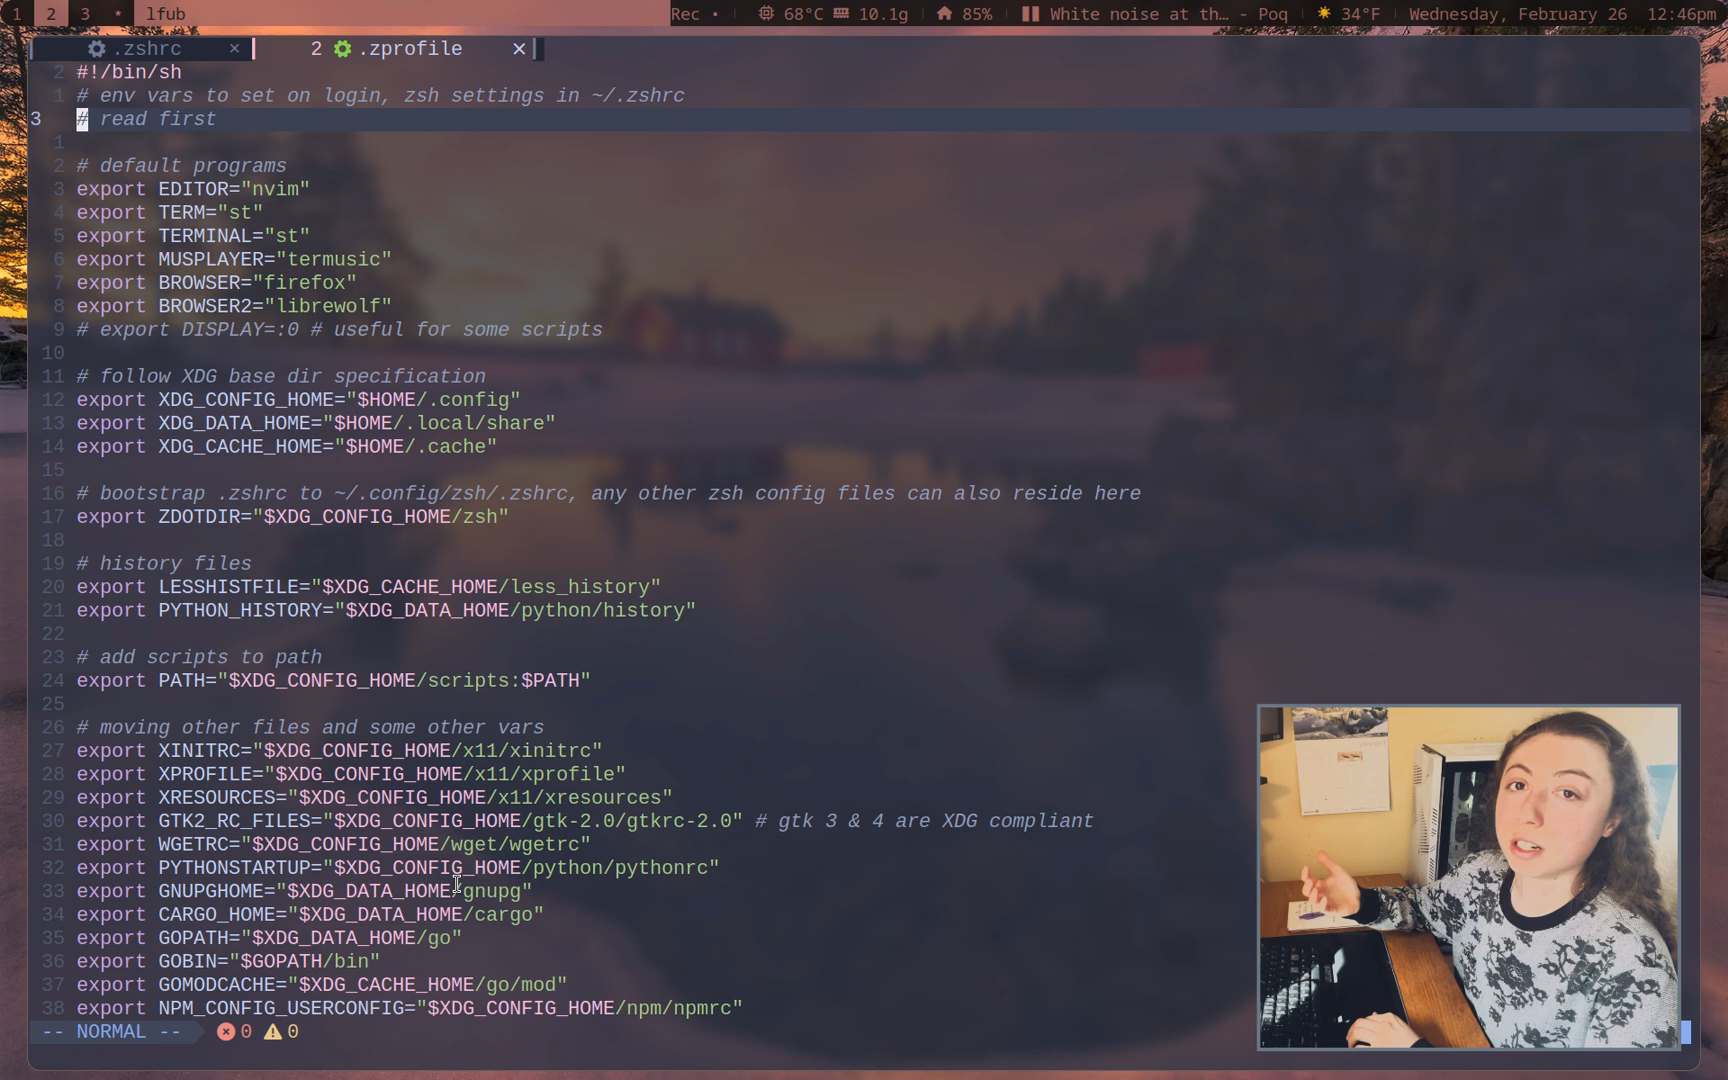 1 2 3 • lfub Rec • 68°C 10.1g 85% White noise at th… - Poq 34°F Wednesday, February 26 12:46pm
.zshrc × 2 .zprofile ×
2 #!/bin/sh
1 # env vars to set on login, zsh settings in ~/.zshrc
3 # read first
1
2 # default programs
3 export EDITOR="nvim"
4 export TERM="st"
5 export TERMINAL="st"
6 export MUSPLAYER="termusic"
7 export BROWSER="firefox"
8 export BROWSER2="librewolf"
9 # export DISPLAY=:0 # useful for some scripts
10
11 # follow XDG base dir specification
12 export XDG_CONFIG_HOME="$HOME/.config"
13 export XDG_DATA_HOME="$HOME/.local/share"
14 export XDG_CACHE_HOME="$HOME/.cache"
15
16 # bootstrap .zshrc to ~/.config/zsh/.zshrc, any other zsh config files can also reside here
17 export ZDOTDIR="$XDG_CONFIG_HOME/zsh"
18
19 # history files
20 export LESSHISTFILE="$XDG_CACHE_HOME/less_history"
21 export PYTHON_HISTORY="$XDG_DATA_HOME/python/history"
22
23 # add scripts to path
24 export PATH="$XDG_CONFIG_HOME/scripts:$PATH"
25
26 # moving other files and some other vars
27 export XINITRC="$XDG_CONFIG_HOME/x11/xinitrc"
28 export XPROFILE="$XDG_CONFIG_HOME/x11/xprofile"
29 export XRESOURCES="$XDG_CONFIG_HOME/x11/xresources"
30 export GTK2_RC_FILES="$XDG_CONFIG_HOME/gtk-2.0/gtkrc-2.0" # gtk 3 & 4 are XDG compliant
31 export WGETRC="$XDG_CONFIG_HOME/wget/wgetrc"
32 export PYTHONSTARTUP="$XDG_CONFIG_HOME/python/pythonrc"
33 export GNUPGHOME="$XDG_DATA_HOME/gnupg"
34 export CARGO_HOME="$XDG_DATA_HOME/cargo"
35 export GOPATH="$XDG_DATA_HOME/go"
36 export GOBIN="$GOPATH/bin"
37 export GOMODCACHE="$XDG_CACHE_HOME/go/mod"
38 export NPM_CONFIG_USERCONFIG="$XDG_CONFIG_HOME/npm/npmrc"
-- NORMAL -- 0 0